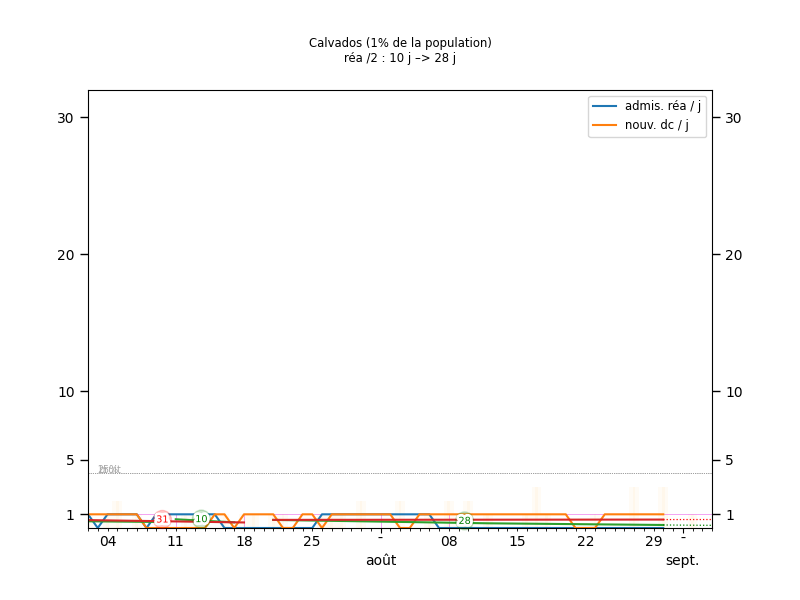 Calvados (1% de la population)
réa /2 : 10 j –> 28 j
admis. réa / j
nouv. dc / j
30 30
20 20
10 10
5 5
1 1
31 10 28
04 11 18 25 - 08 15 22 29 -
août sept.